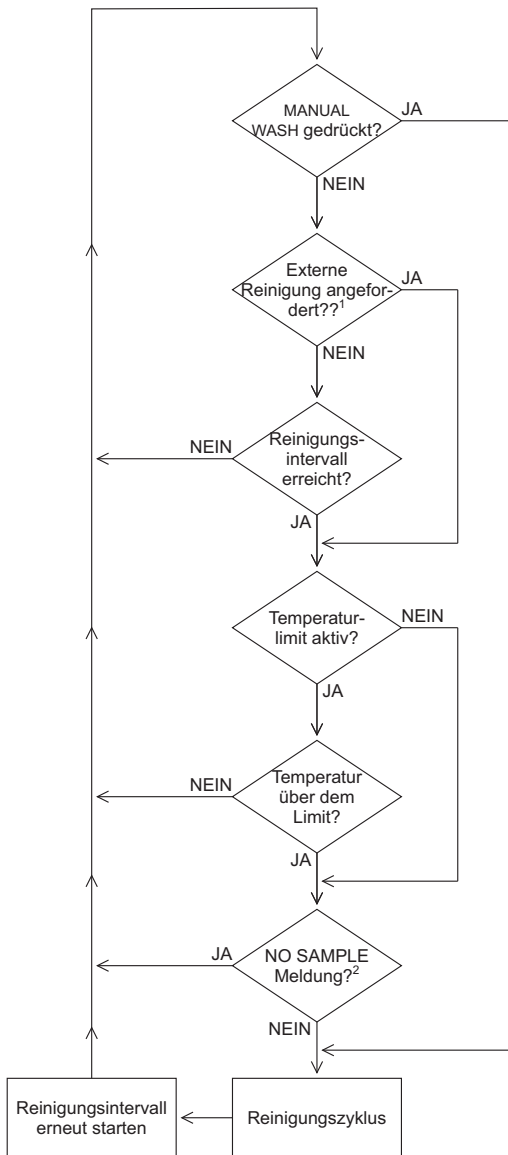 MANUAL
WASH gedrückt?
JA
NEIN
Externe
Reinigung angefor-
dert??¹
JA
NEIN
Reinigungs-
intervall
erreicht?
NEIN
JA
Temperatur-
limit aktiv?
NEIN
JA
Temperatur
über dem
Limit?
NEIN
JA
NO SAMPLE
Meldung?²
JA
NEIN
Reinigungsintervall
erneut starten
Reinigungszyklus